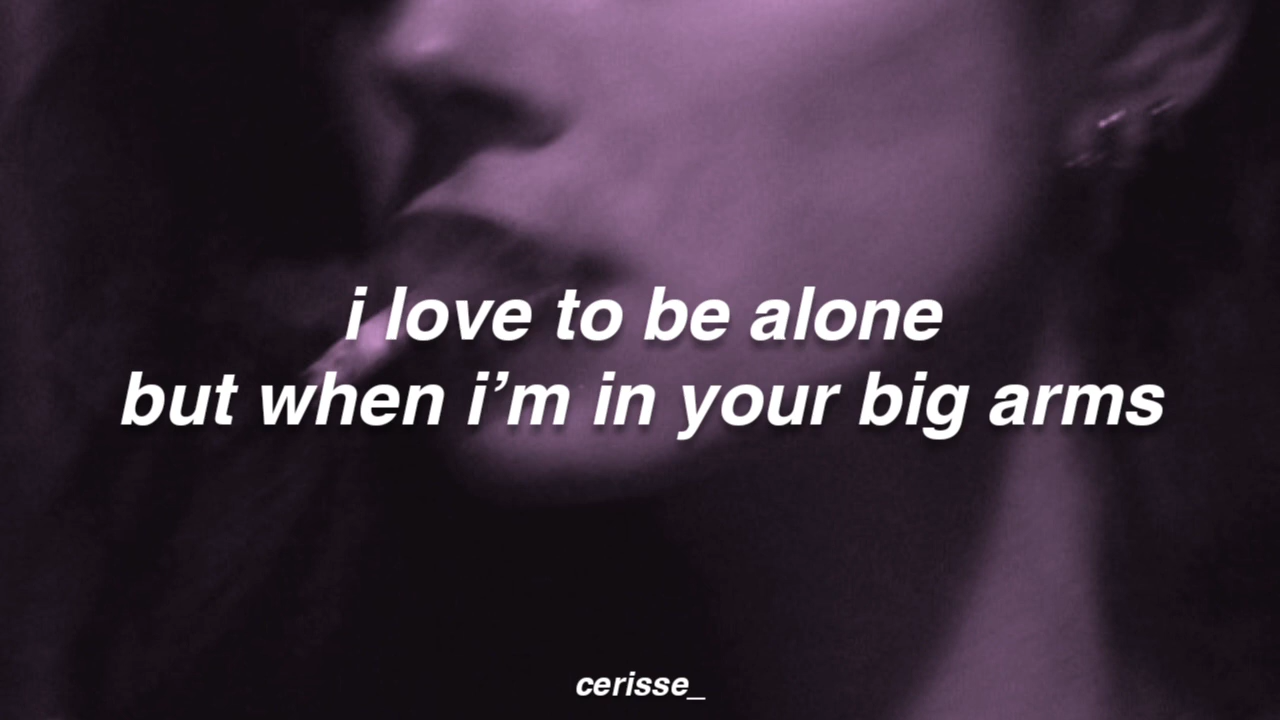 i love to be alone
but when i’m in your big arms
cerisse_